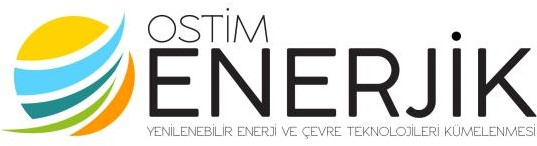 OSTİM
ENERJİK
YENİLENEBİLİR ENERJİ VE ÇEVRE TEKNOLOJİLERİ KÜMELENMESİ